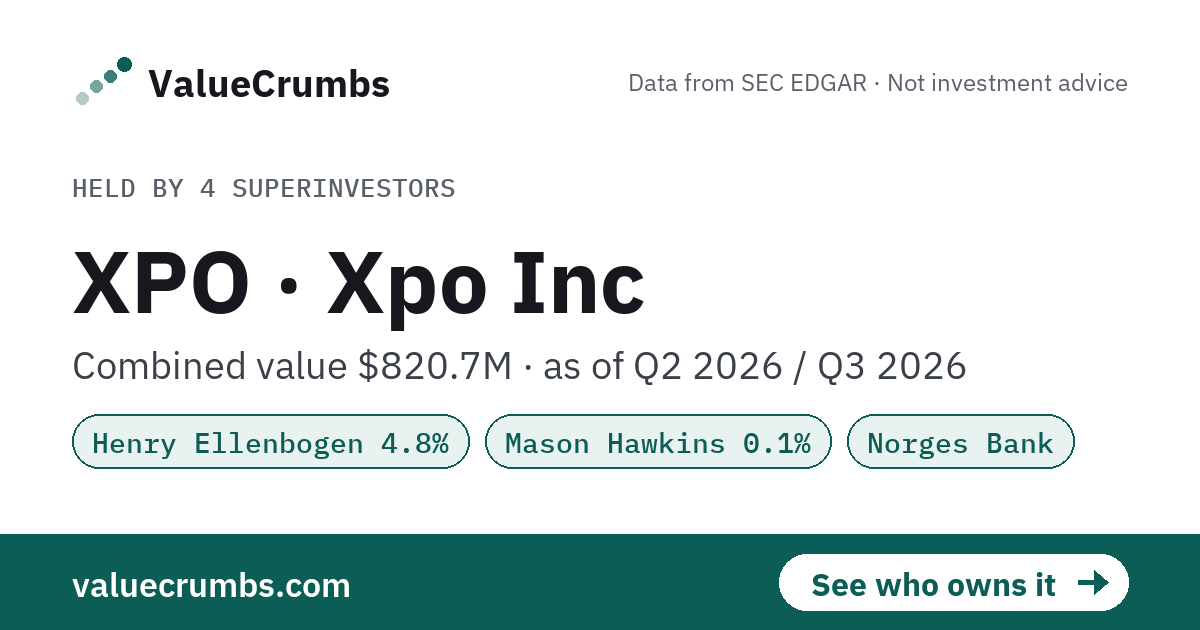 ValueCrumbs
Data from SEC EDGAR · Not investment advice
HELD BY 4 SUPERINVESTORS
XPO · Xpo Inc
Combined value $820.7M · as of Q2 2026 / Q3 2026
Henry Ellenbogen 4.8%
Mason Hawkins 0.1%
Norges Bank
valuecrumbs.com
See who owns it →